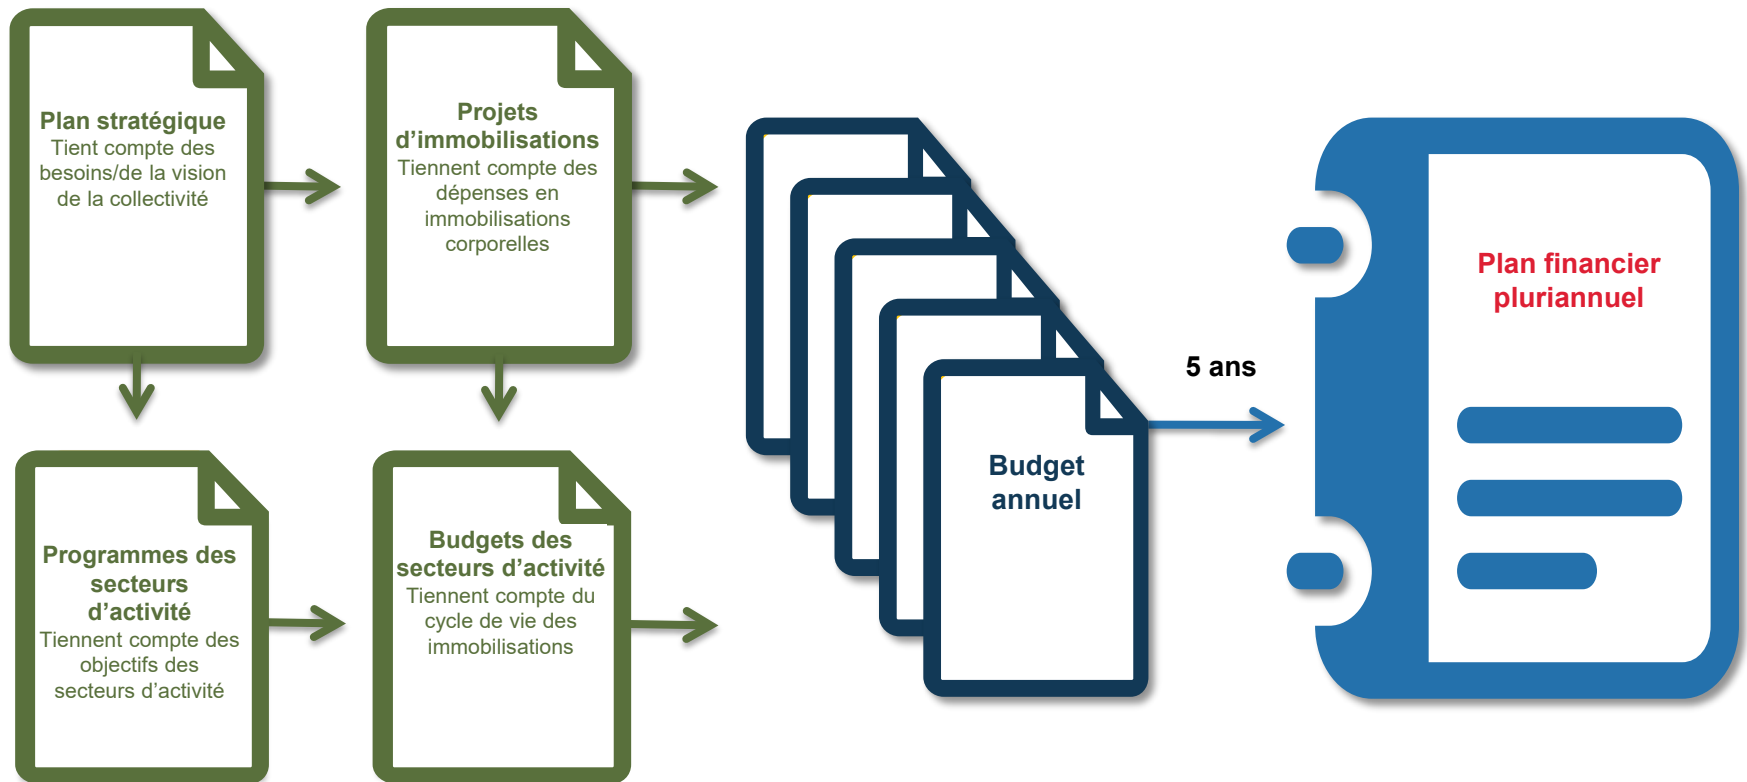 Plan stratégique
Tient compte des
besoins/de la vision
de la collectivité
Projets
d’immobilisations
Tiennent compte des
dépenses en
immobilisations
corporelles
Programmes des
secteurs
d’activité
Tiennent compte des
objectifs des
secteurs d’activité
Budgets des
secteurs d’activité
Tiennent compte du
cycle de vie des
immobilisations
Budget
annuel
5 ans
Plan financier
pluriannuel